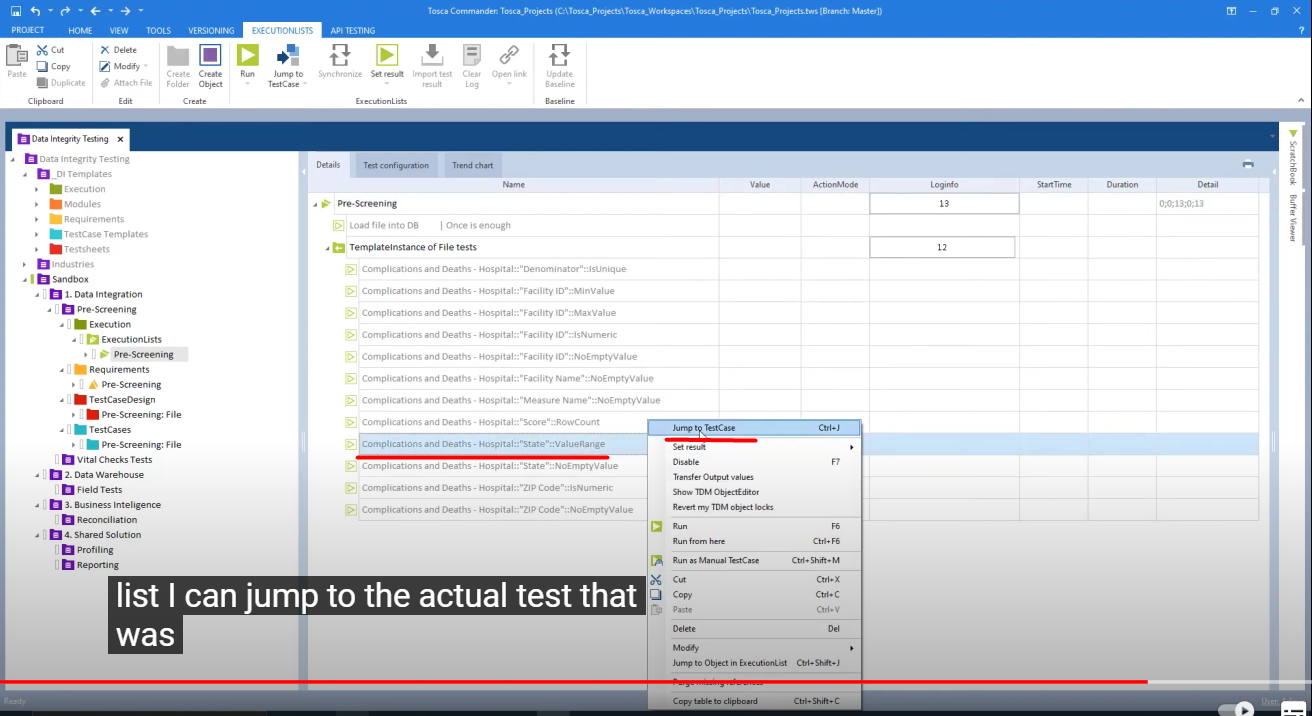 Tosca Commander: Tosca_Projects (C:\Tosca_Projects\Tosca_Workspaces\Tosca_Projects\Tosca_Projects.tws [Branch: Master])
PROJECT HOME VIEW TOOLS VERSIONING EXECUTIONLISTS API TESTING
Paste
Cut
Copy
Duplicate
Clipboard
Delete
Modify
Attach File
Edit
Create Folder
Create Object
Create
Run
Jump to TestCase
Synchronize
Set result
Import test result
Clear Log
Open link
ExecutionLists
Update Baseline
Baseline
Data Integrity Testing
Data Integrity Testing
_DI Templates
Execution
Modules
Requirements
TestCase Templates
Testsheets
Industries
Sandbox
1. Data Integration
Pre-Screening
Execution
ExecutionLists
Pre-Screening
Requirements
Pre-Screening
TestCaseDesign
Pre-Screening: File
TestCases
Pre-Screening: File
Vital Checks Tests
2. Data Warehouse
Field Tests
3. Business Inteligence
Reconciliation
4. Shared Solution
Profiling
Reporting
Details Test configuration Trend chart
Name Value ActionMode Loginfo StartTime Duration Detail
Pre-Screening 13 0;0;13;0;13
Load file into DB | Once is enough
TemplateInstance of File tests 12
Complications and Deaths - Hospital::"Denominator"::IsUnique
Complications and Deaths - Hospital::"Facility ID"::MinValue
Complications and Deaths - Hospital::"Facility ID"::MaxValue
Complications and Deaths - Hospital::"Facility ID"::IsNumeric
Complications and Deaths - Hospital::"Facility ID"::NoEmptyValue
Complications and Deaths - Hospital::"Facility Name"::NoEmptyValue
Complications and Deaths - Hospital::"Measure Name"::NoEmptyValue
Complications and Deaths - Hospital::"Score"::RowCount
Complications and Deaths - Hospital::"State"::ValueRange
Complications and Deaths - Hospital::"State"::NoEmptyValue
Complications and Deaths - Hospital::"ZIP Code"::IsNumeric
Complications and Deaths - Hospital::"ZIP Code"::NoEmptyValue
Jump to TestCase Ctrl+J
Set result
Disable F7
Transfer Output values
Show TDM ObjectEditor
Revert my TDM object locks
Run F6
Run from here Ctrl+F6
Run as Manual TestCase Ctrl+Shift+M
Cut Ctrl+X
Copy Ctrl+C
Paste Ctrl+V
Delete Del
Modify
Jump to Object in ExecutionList Ctrl+Shift+J
Purge missing references
Copy table to clipboard Ctrl+Shift+C
ScratchBook
Buffer Viewer
list I can jump to the actual test that
was
Ready